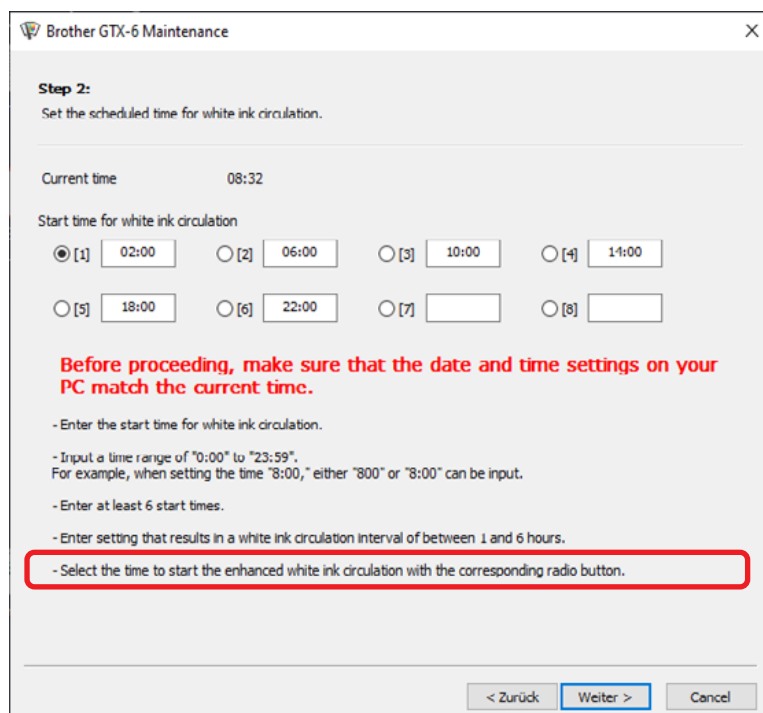 Brother GTX-6 Maintenance
Step 2:
Set the scheduled time for white ink circulation.
Current time 08:32
Start time for white ink circulation
[1] 02:00 [2] 06:00 [3] 10:00 [4] 14:00
[5] 18:00 [6] 22:00 [7] [8]
Before proceeding, make sure that the date and time settings on your
PC match the current time.
- Enter the start time for white ink circulation.
- Input a time range of "0:00" to "23:59".
For example, when setting the time "8:00," either "800" or "8:00" can be input.
- Enter at least 6 start times.
- Enter setting that results in a white ink circulation interval of between 1 and 6 hours.
- Select the time to start the enhanced white ink circulation with the corresponding radio button.
< Zurück Weiter > Cancel